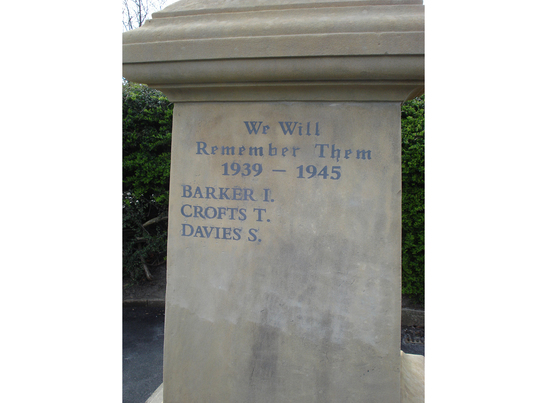 We Will
Remember Them
1939 – 1945
BARKER I.
CROFTS T.
DAVIES S.